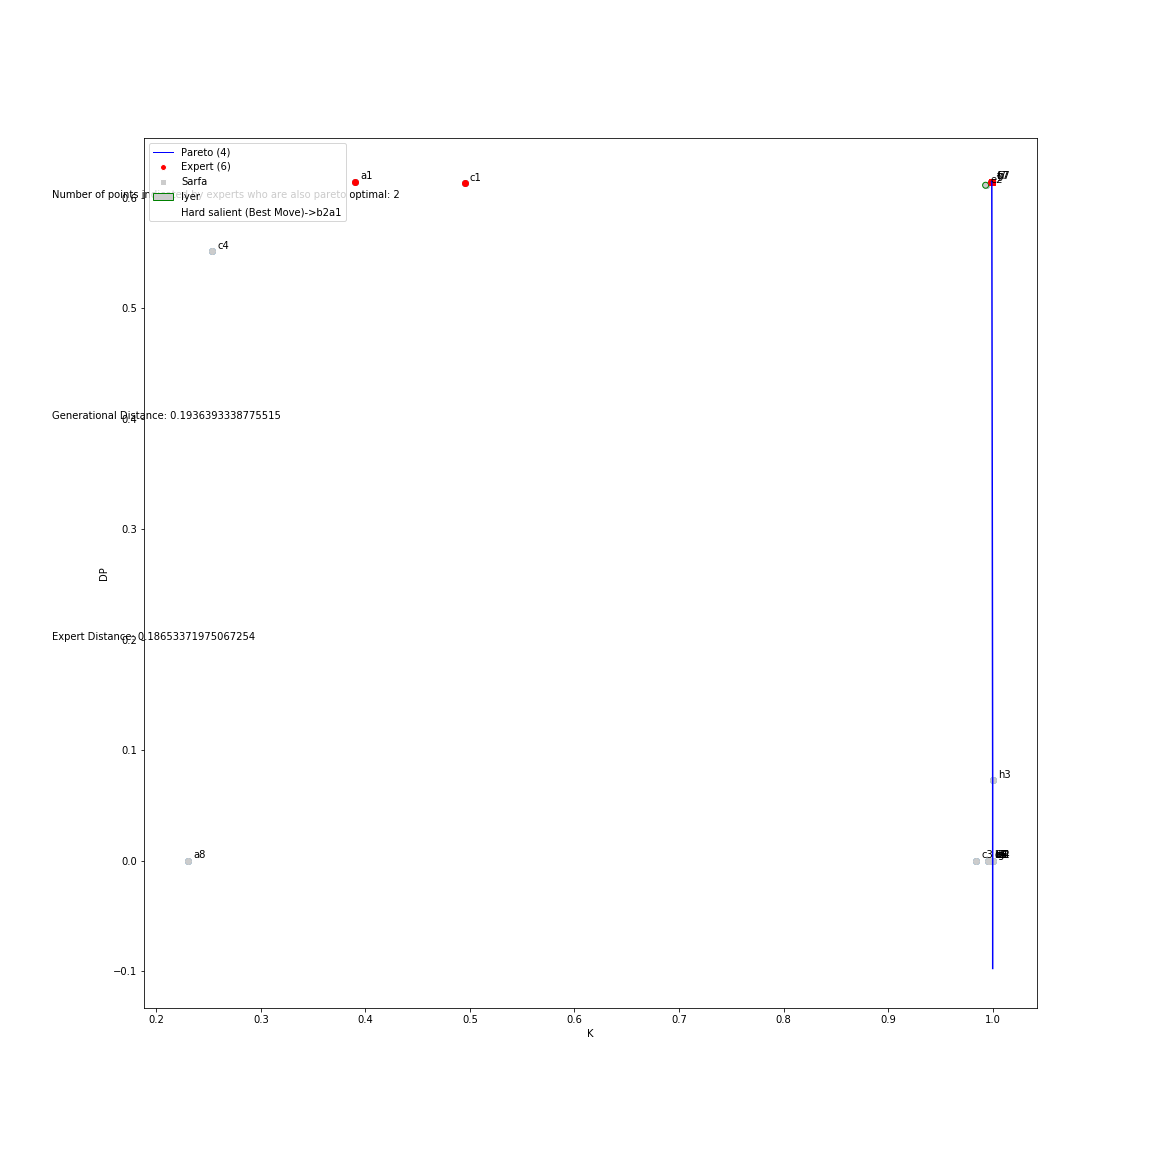 Pareto (4)
Expert (6)
Sarfa
Iyer
Hard salient (Best Move)->b2a1
Number of points indicated by experts who are also pareto optimal: 2
a1
c1
c4
Generational Distance: 0.1936393338775515
Expert Distance: 0.18653371975067254
h3
a8
c3
0.6
0.5
0.4
0.3
0.2
0.1
0.0
−0.1
DP
0.2
0.3
0.4
0.5
0.6
0.7
0.8
0.9
1.0
K